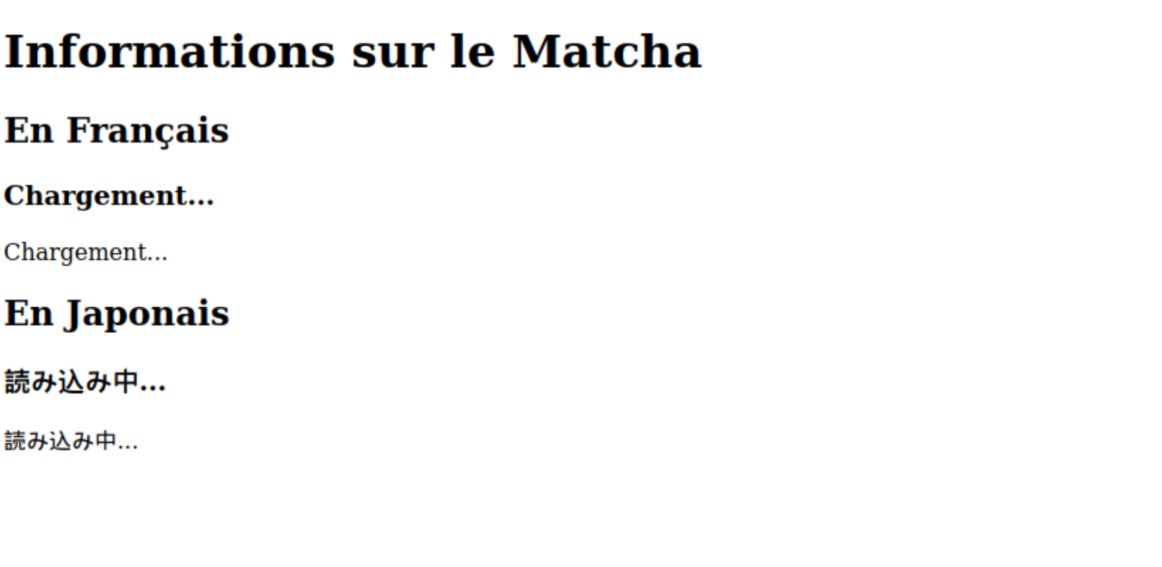 Informations sur le Matcha
En Français
Chargement...
Chargement...
En Japonais
読み込み中...
読み込み中...